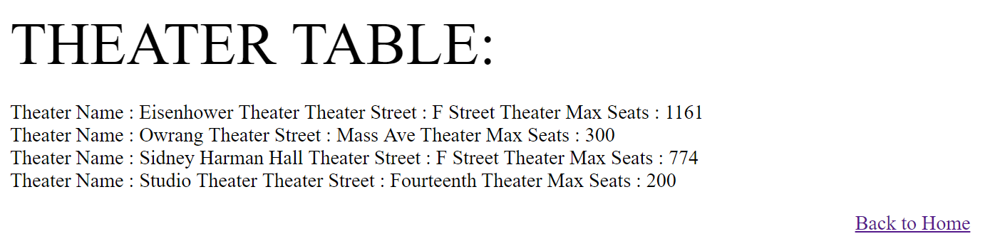 THEATER TABLE:
Theater Name : Eisenhower Theater Theater Street : F Street Theater Max Seats : 1161
Theater Name : Owrang Theater Street : Mass Ave Theater Max Seats : 300
Theater Name : Sidney Harman Hall Theater Street : F Street Theater Max Seats : 774
Theater Name : Studio Theater Theater Street : Fourteenth Theater Max Seats : 200
Back to Home